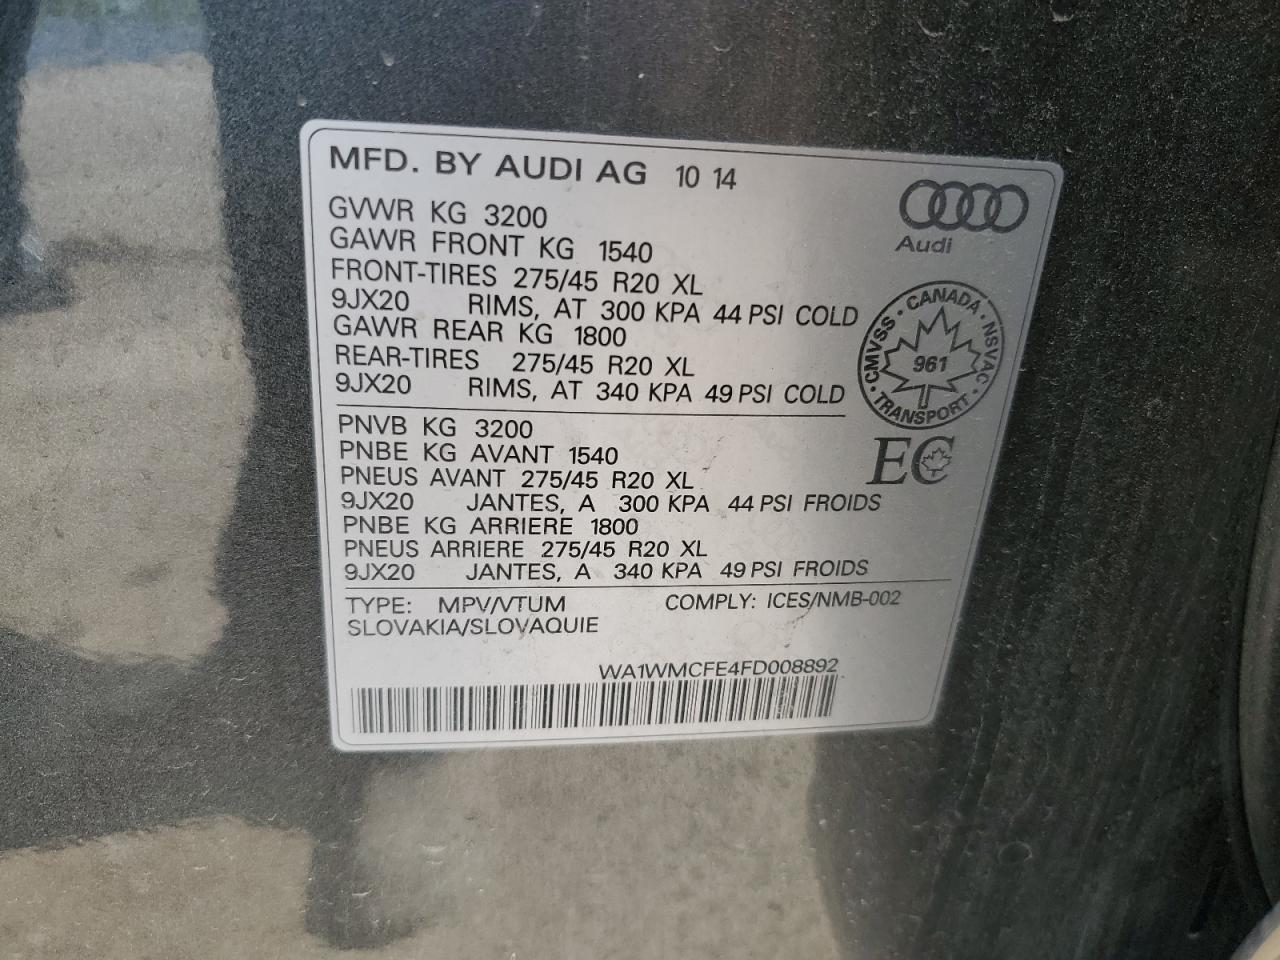 MFD. BY AUDI AG 10 14
Audi
GVWR KG 3200
GAWR FRONT KG 1540
FRONT-TIRES 275/45 R20 XL
9JX20 RIMS, AT 300 KPA 44 PSI COLD
GAWR REAR KG 1800
REAR-TIRES 275/45 R20 XL
9JX20 RIMS, AT 340 KPA 49 PSI COLD
CMVSS · CANADA · NSVAC · TRANSPORT ·
961
PNVB KG 3200
PNBE KG AVANT 1540
PNEUS AVANT 275/45 R20 XL
9JX20 JANTES, A 300 KPA 44 PSI FROIDS
PNBE KG ARRIERE 1800
PNEUS ARRIERE 275/45 R20 XL
9JX20 JANTES, A 340 KPA 49 PSI FROIDS
EC
TYPE: MPV/VTUM COMPLY: ICES/NMB-002
SLOVAKIA/SLOVAQUIE
WA1WMCFE4FD008892